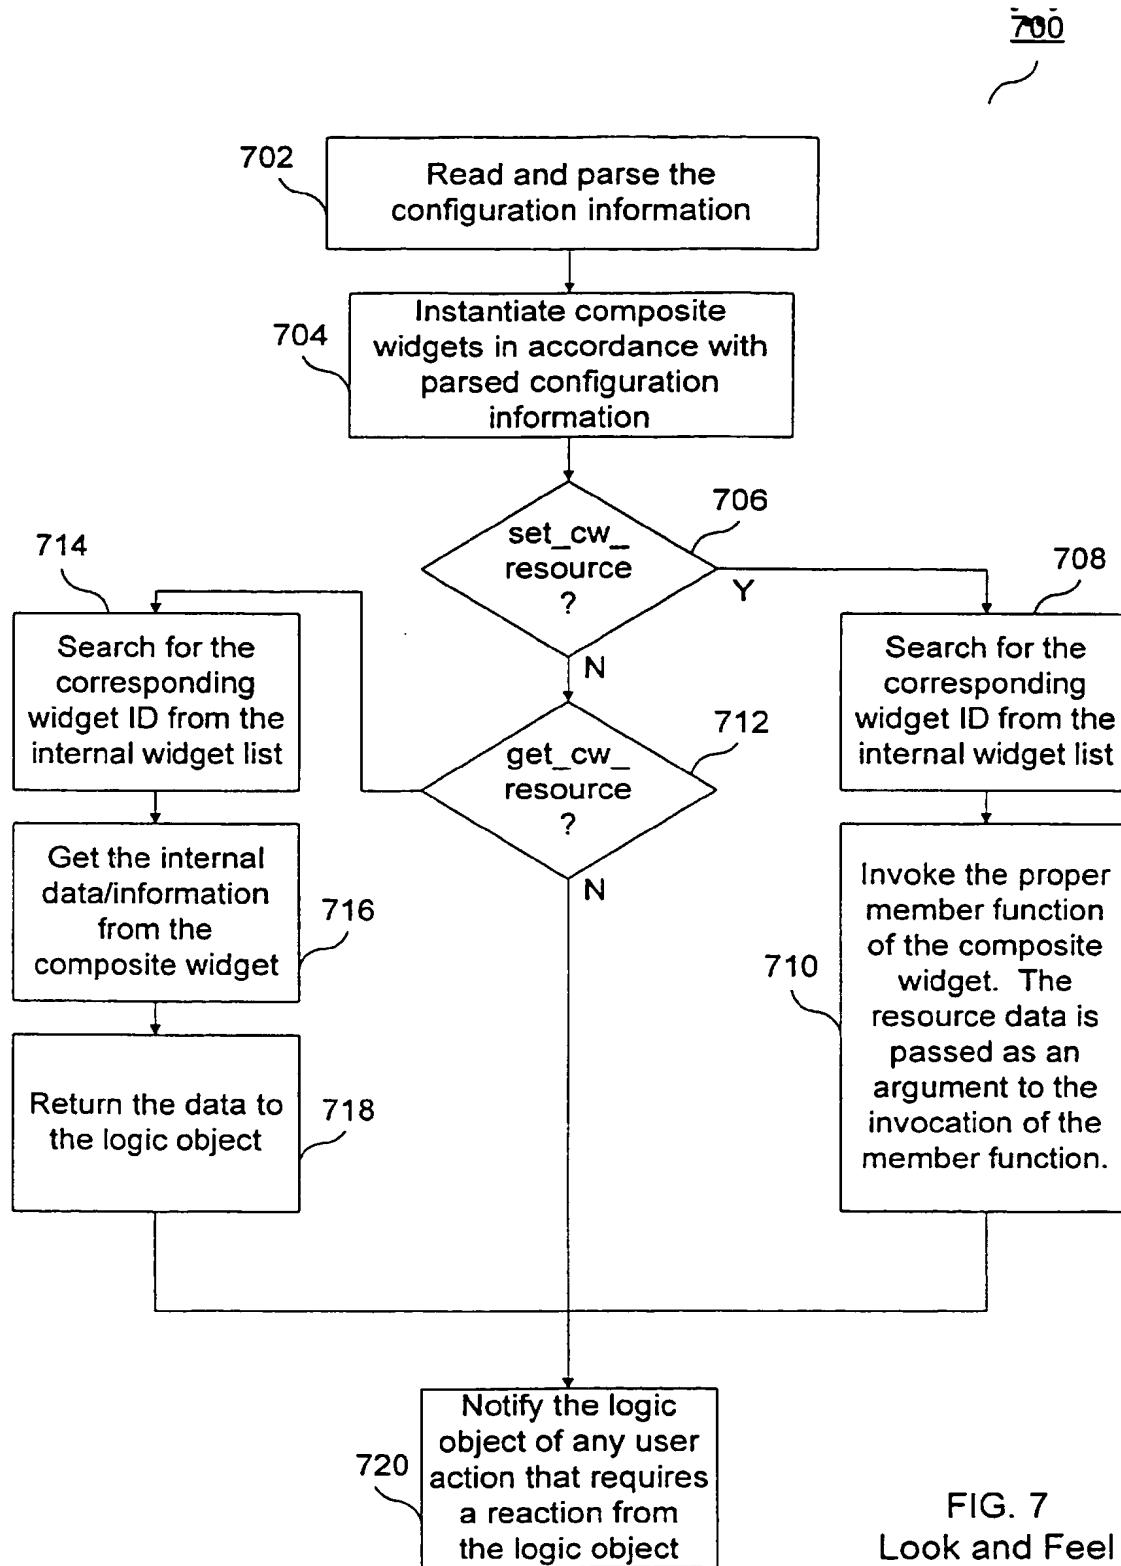 700
702
Read and parse the
configuration information
704
Instantiate composite
widgets in accordance with
parsed configuration
information
706
set_cw_
resource
?
Y
N
714
Search for the
corresponding
widget ID from the
internal widget list
708
Search for the
corresponding
widget ID from the
internal widget list
712
get_cw_
resource
?
N
Get the internal
data/information
from the
composite widget
716
710
Invoke the proper
member function
of the composite
widget. The
resource data is
passed as an
argument to the
invocation of the
member function.
Return the data to
the logic object
718
720
Notify the logic
object of any user
action that requires
a reaction from
the logic object
FIG. 7
Look and Feel